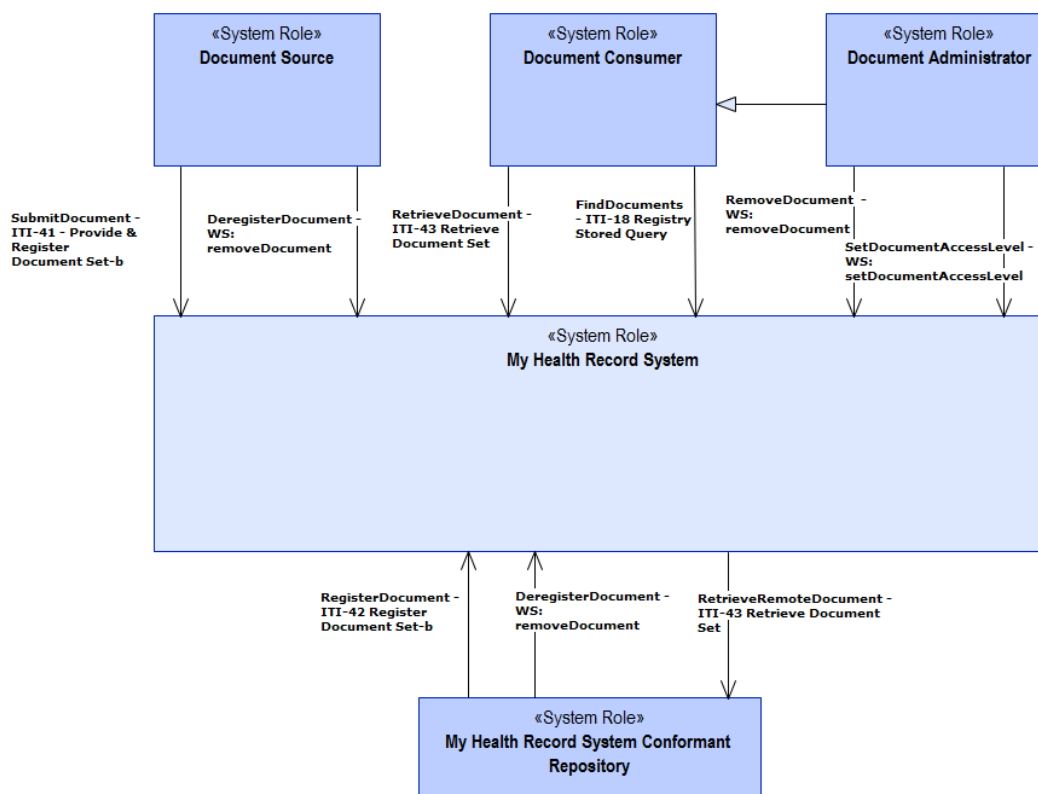 «System Role»
Document Source
«System Role»
Document Consumer
«System Role»
Document Administrator
SubmitDocument -
ITI-41 - Provide &
Register
Document Set-b
DeregisterDocument -
WS:
removeDocument
RetrieveDocument -
ITI-43 Retrieve
Document Set
FindDocuments
- ITI-18 Registry
Stored Query
RemoveDocument -
WS:
removeDocument
SetDocumentAccessLevel -
WS:
setDocumentAccessLevel
«System Role»
My Health Record System
RegisterDocument -
ITI-42 Register
Document Set-b
DeregisterDocument -
WS:
removeDocument
RetrieveRemoteDocument -
ITI-43 Retrieve Document
Set
«System Role»
My Health Record System Conformant
Repository